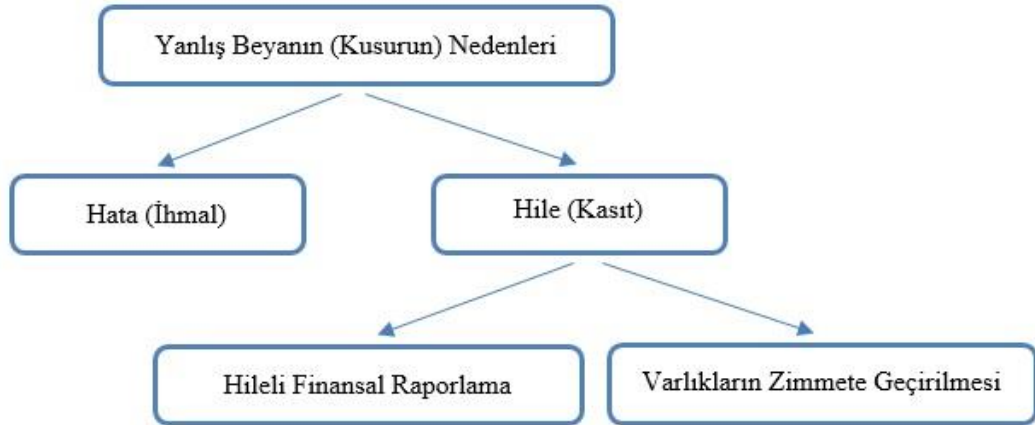 Yanlış Beyanın (Kusurun) Nedenleri
Hata (İhmal)
Hile (Kasıt)
Hileli Finansal Raporlama
Varlıkların Zimmete Geçirilmesi